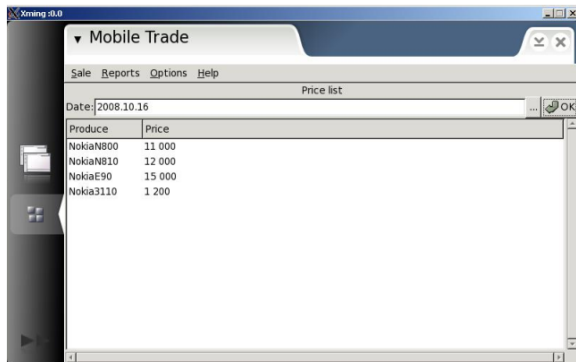 Xming :0.0
Mobile Trade
Sale Reports Options Help
Price list
Date: 2008.10.16 ... OK
Produce Price
NokiaN800 11 000
NokiaN810 12 000
NokiaE90 15 000
Nokia3110 1 200